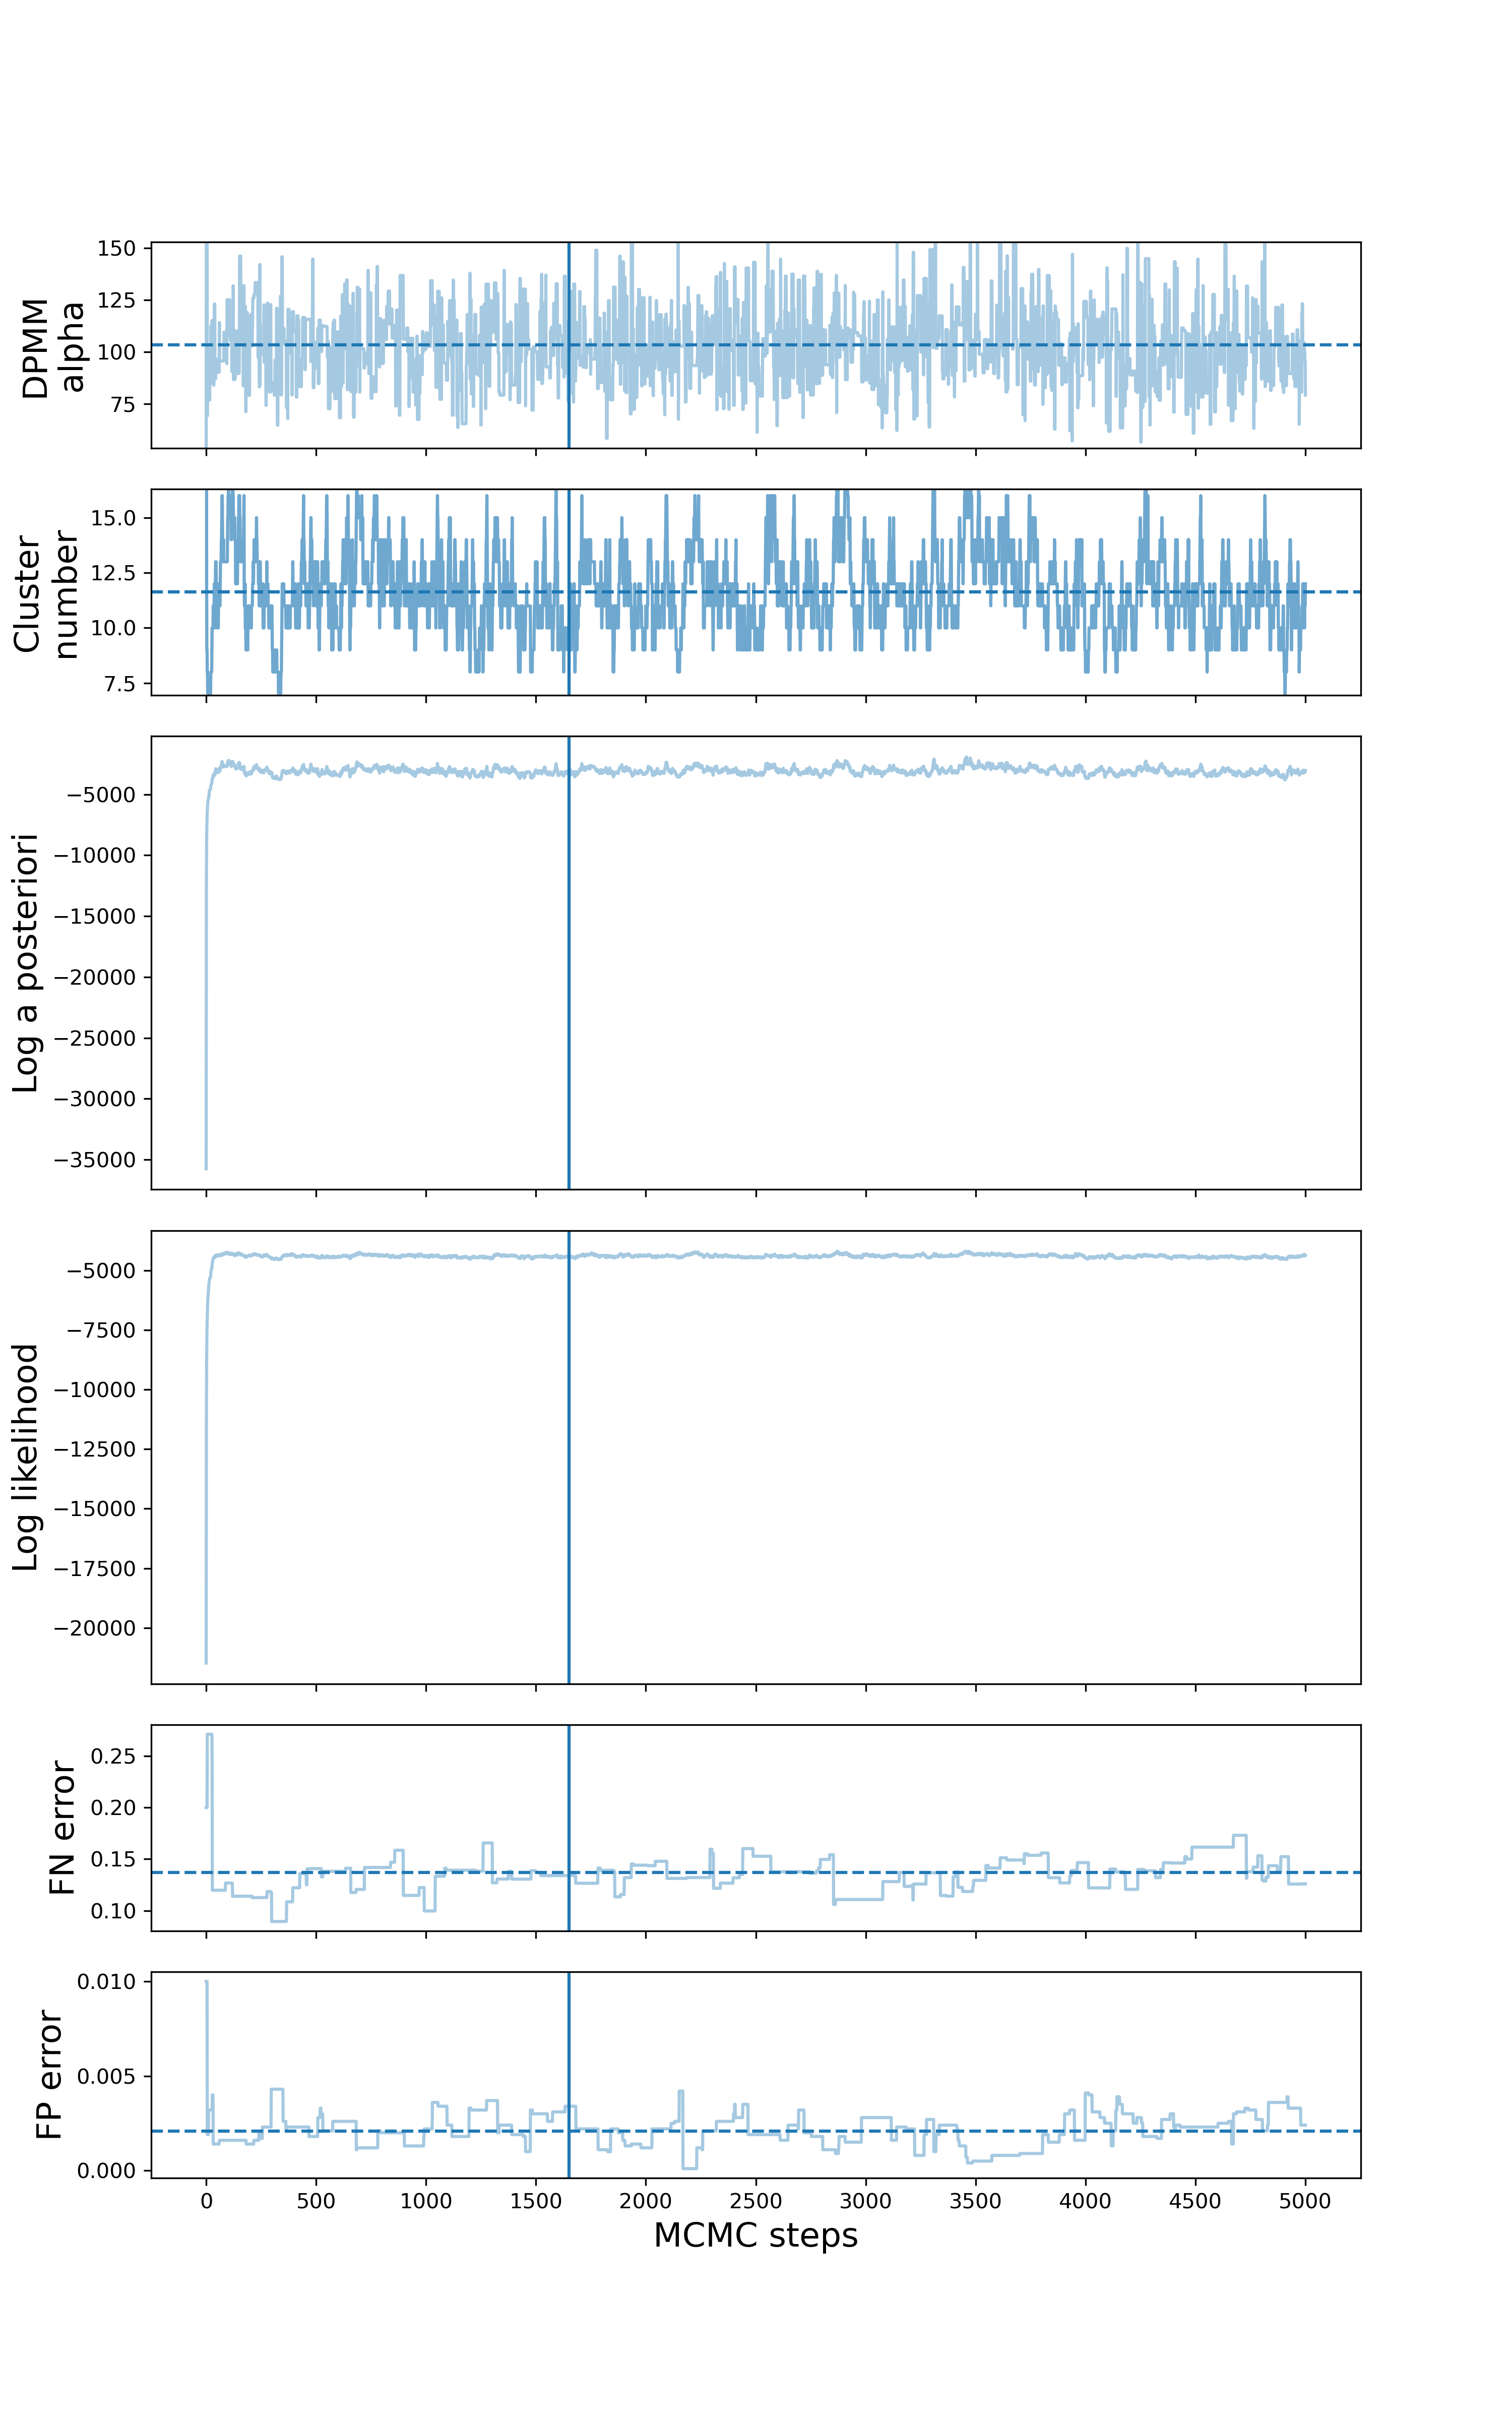 DPMM
alpha
150
125
100
75
Cluster
number
15.0
12.5
10.0
7.5
Log a posteriori
−5000
−10000
−15000
−20000
−25000
−30000
−35000
Log likelihood
−5000
−7500
−10000
−12500
−15000
−17500
−20000
FN error
0.25
0.20
0.15
0.10
FP error
0.010
0.005
0.000
0 500 1000 1500 2000 2500 3000 3500 4000 4500 5000
MCMC steps